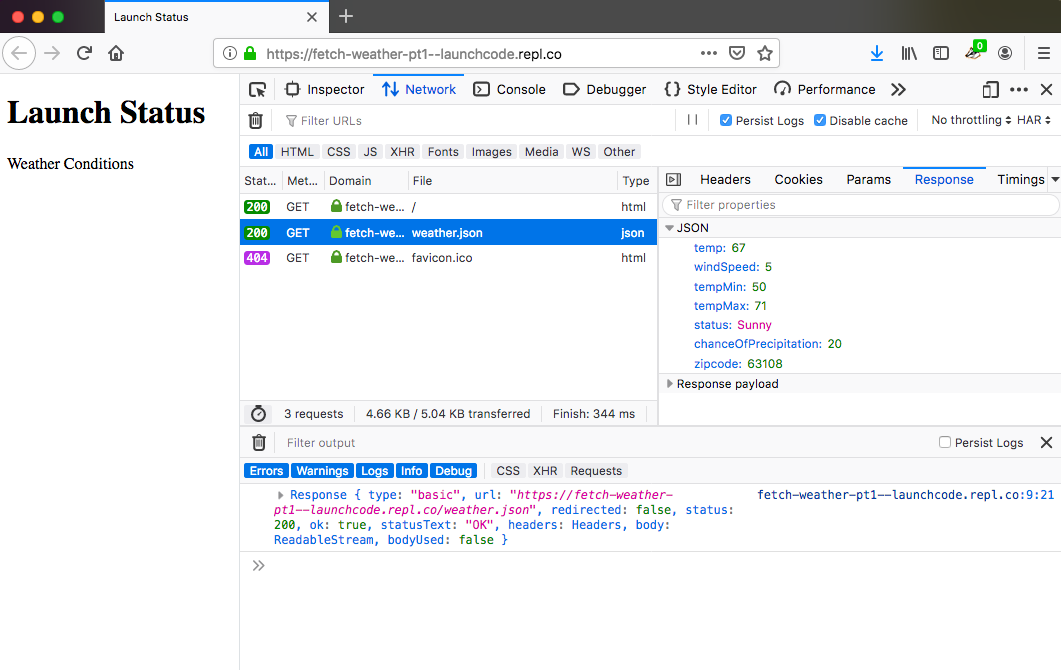 Launch Status
https://fetch-weather-pt1--launchcode.repl.co
0
Launch Status
Weather Conditions
Inspector Network Console Debugger Style Editor Performance
Filter URLs Persist Logs Disable cache No throttling HAR
All HTML CSS JS XHR Fonts Images Media WS Other
Stat... Met... Domain File Type
200 GET fetch-we... / html
200 GET fetch-we... weather.json json
404 GET fetch-we... favicon.ico html
Headers Cookies Params Response Timings
Filter properties
JSON
temp: 67
windSpeed: 5
tempMin: 50
tempMax: 71
status: Sunny
chanceOfPrecipitation: 20
zipcode: 63108
Response payload
3 requests 4.66 KB / 5.04 KB transferred Finish: 344 ms
Filter output Persist Logs
Errors Warnings Logs Info Debug CSS XHR Requests
Response { type: "basic", url: "https://fetch-weather- fetch-weather-pt1--launchcode.repl.co:9:21
pt1--launchcode.repl.co/weather.json", redirected: false, status:
200, ok: true, statusText: "OK", headers: Headers, body:
ReadableStream, bodyUsed: false }